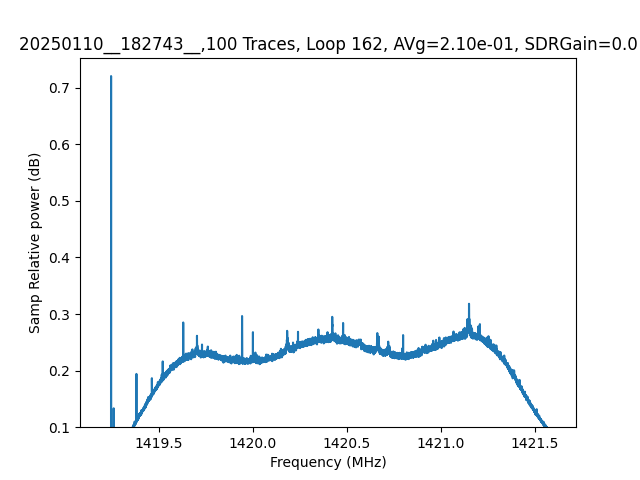 20250110__182743__,100 Traces, Loop 162, AVg=2.10e-01, SDRGain=0.0
0.7
0.6
0.5
0.4
0.3
0.2
0.1
Samp Relative power (dB)
1419.5 1420.0 1420.5 1421.0 1421.5
Frequency (MHz)